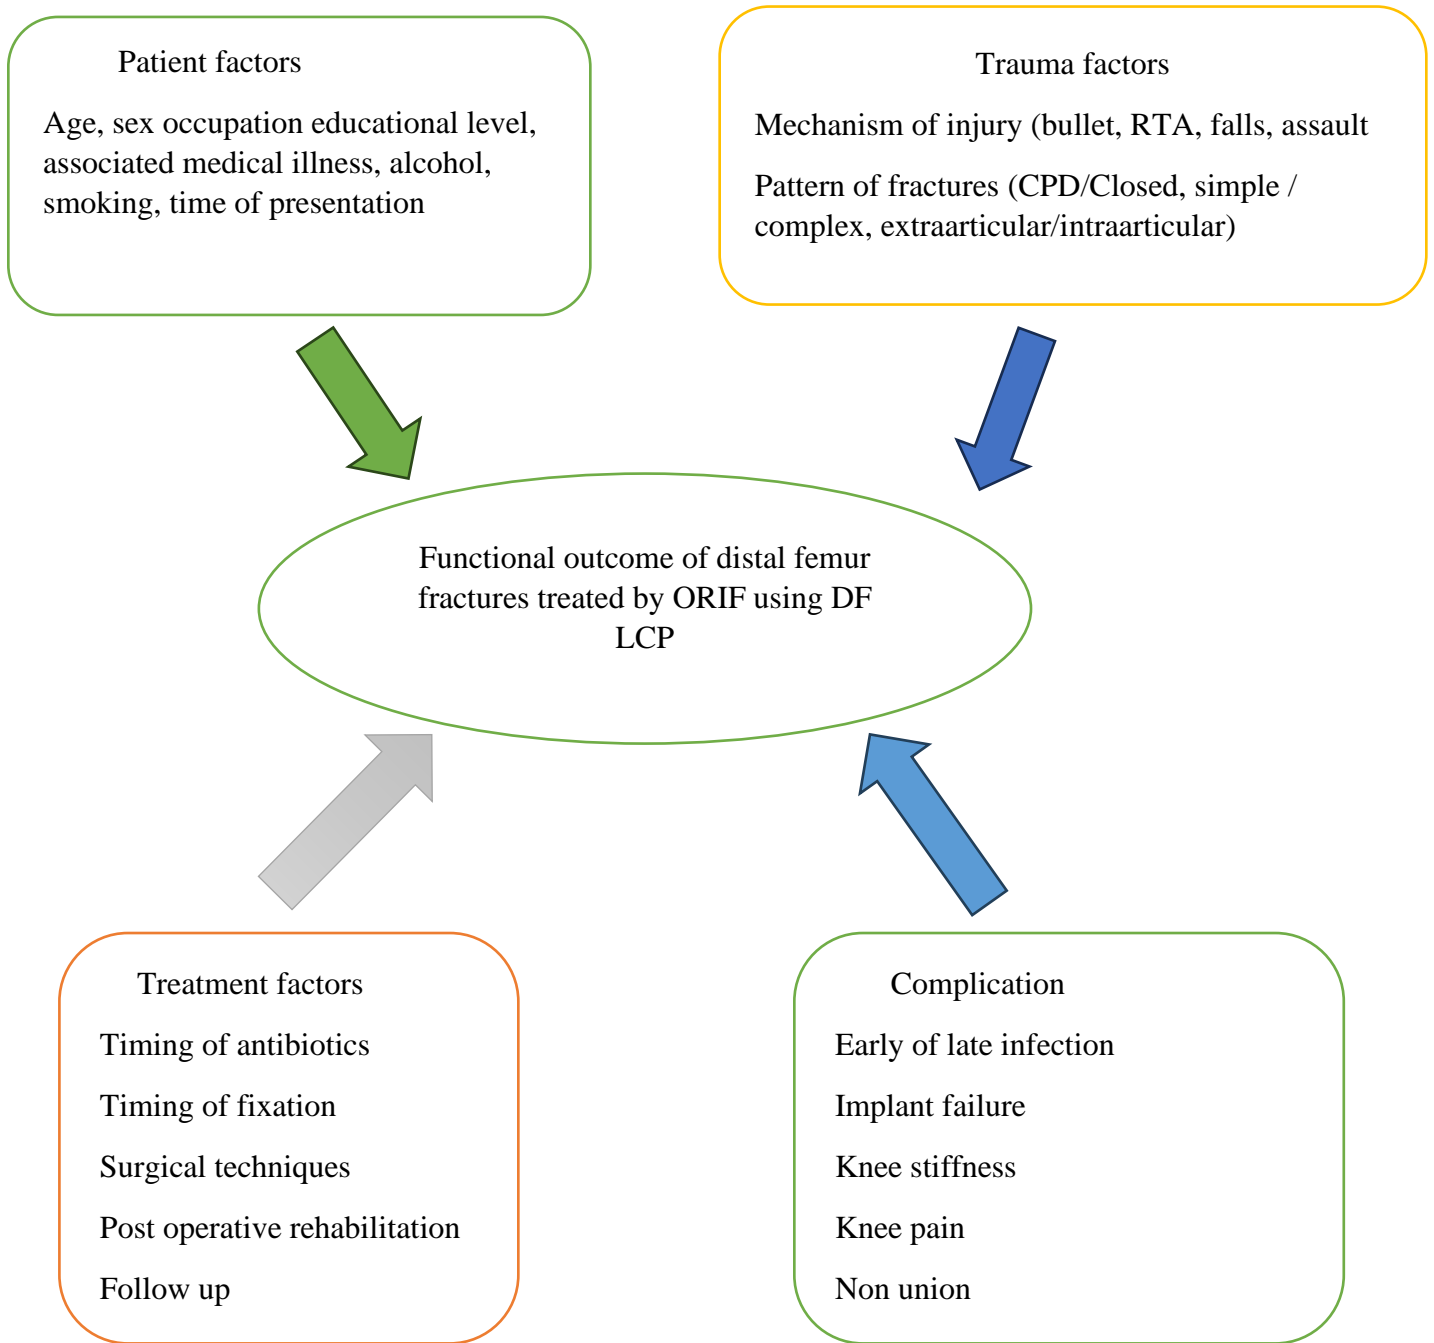 Patient factors
Age, sex occupation educational level,
associated medical illness, alcohol,
smoking, time of presentation
Trauma factors
Mechanism of injury (bullet, RTA, falls, assault
Pattern of fractures (CPD/Closed, simple /
complex, extraarticular/intraarticular)
Functional outcome of distal femur
fractures treated by ORIF using DF
LCP
Treatment factors
Timing of antibiotics
Timing of fixation
Surgical techniques
Post operative rehabilitation
Follow up
Complication
Early of late infection
Implant failure
Knee stiffness
Knee pain
Non union